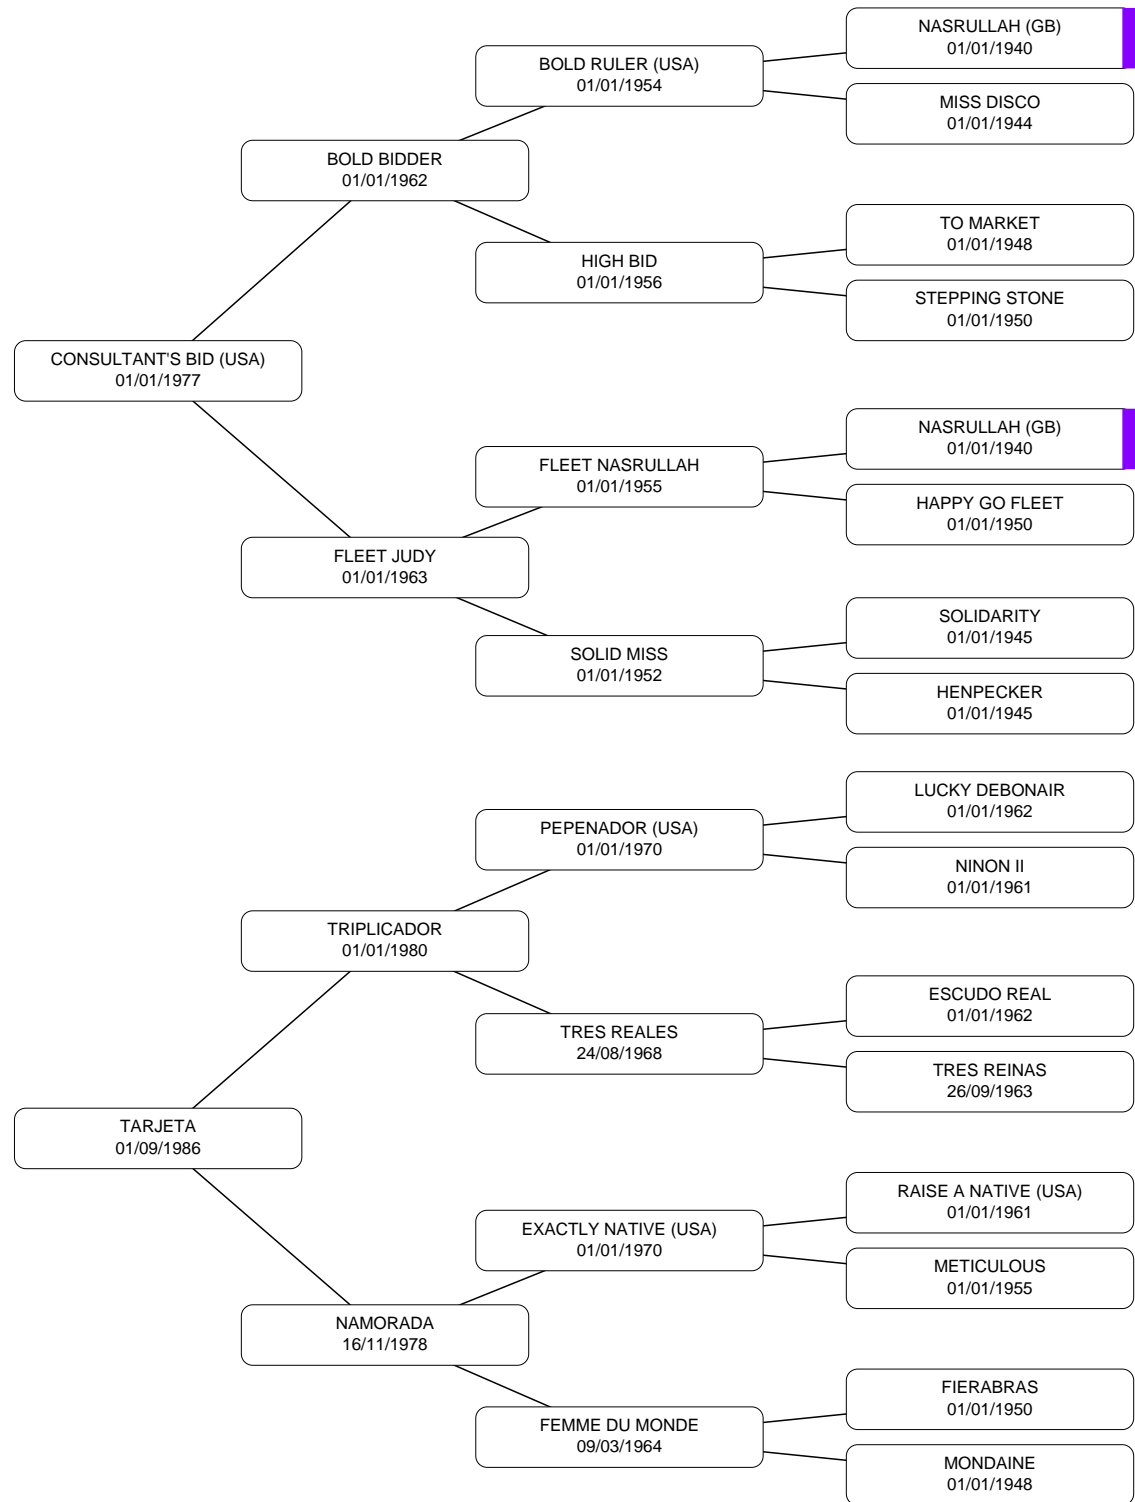 NASRULLAH (GB)
01/01/1940
BOLD RULER (USA)
01/01/1954
MISS DISCO
01/01/1944
BOLD BIDDER
01/01/1962
TO MARKET
01/01/1948
HIGH BID
01/01/1956
STEPPING STONE
01/01/1950
CONSULTANT'S BID (USA)
01/01/1977
NASRULLAH (GB)
01/01/1940
FLEET NASRULLAH
01/01/1955
HAPPY GO FLEET
01/01/1950
FLEET JUDY
01/01/1963
SOLIDARITY
01/01/1945
SOLID MISS
01/01/1952
HENPECKER
01/01/1945
LUCKY DEBONAIR
01/01/1962
PEPENADOR (USA)
01/01/1970
NINON II
01/01/1961
TRIPLICADOR
01/01/1980
ESCUDO REAL
01/01/1962
TRES REALES
24/08/1968
TRES REINAS
26/09/1963
TARJETA
01/09/1986
RAISE A NATIVE (USA)
01/01/1961
EXACTLY NATIVE (USA)
01/01/1970
METICULOUS
01/01/1955
NAMORADA
16/11/1978
FIERABRAS
01/01/1950
FEMME DU MONDE
09/03/1964
MONDAINE
01/01/1948